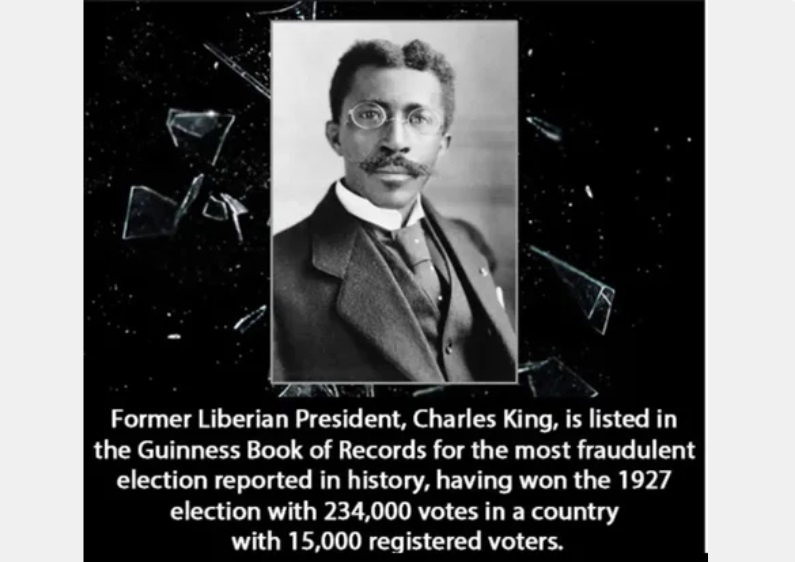 Former Liberian President, Charles King, is listed in
the Guinness Book of Records for the most fraudulent
election reported in history, having won the 1927
election with 234,000 votes in a country
with 15,000 registered voters.